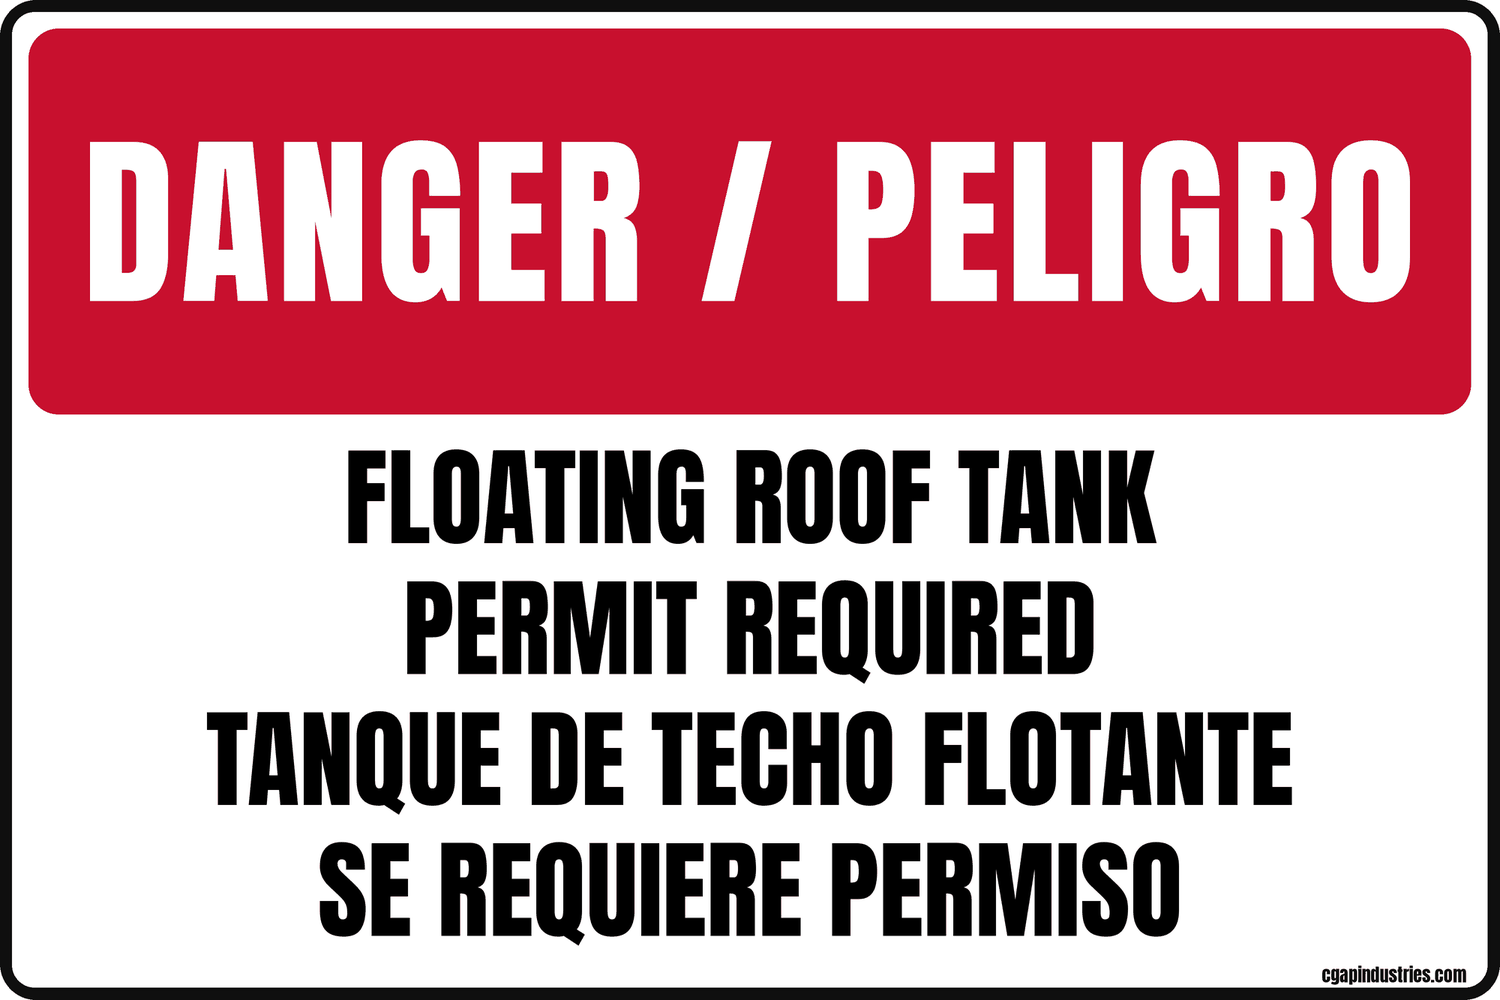 DANGER / PELIGRO
FLOATING ROOF TANK
PERMIT REQUIRED
TANQUE DE TECHO FLOTANTE
SE REQUIERE PERMISO
cgapindustries.com